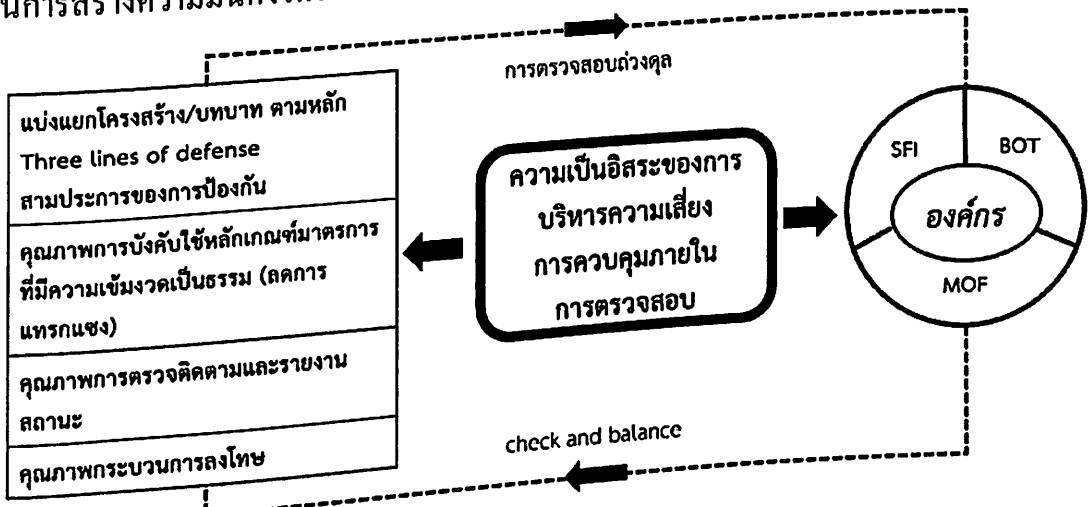 การตรวจสอบถ่วงดุล
แบ่งแยกโครงสร้าง/บทบาท ตามหลัก
Three lines of defense
สามประการของการป้องกัน
คุณภาพการบังคับใช้หลักเกณฑ์มาตรการ
ที่มีความเข้มงวดเป็นธรรม (ลดการ
แทรกแซง)
คุณภาพการตรวจติดตามและรายงาน
สถานะ
คุณภาพกระบวนการลงโทษ
ความเป็นอิสระของการ
บริหารความเสี่ยง
การควบคุมภายใน
การตรวจสอบ
SFI
BOT
องค์กร
MOF
check and balance